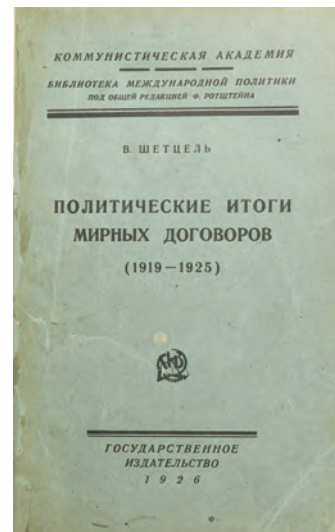 КОММУНИСТИЧЕСКАЯ АКАДЕМИЯ
БИБЛИОТЕКА МЕЖДУНАРОДНОЙ ПОЛИТИКИ
ПОД ОБЩЕЙ РЕДАКЦИЕЙ Ф. РОТШТЕЙНА
В. ШЕТЦЕЛЬ
ПОЛИТИЧЕСКИЕ ИТОГИ
МИРНЫХ ДОГОВОРОВ
(1919—1925)
ГОСУДАРСТВЕННОЕ
ИЗДАТЕЛЬСТВО
1926